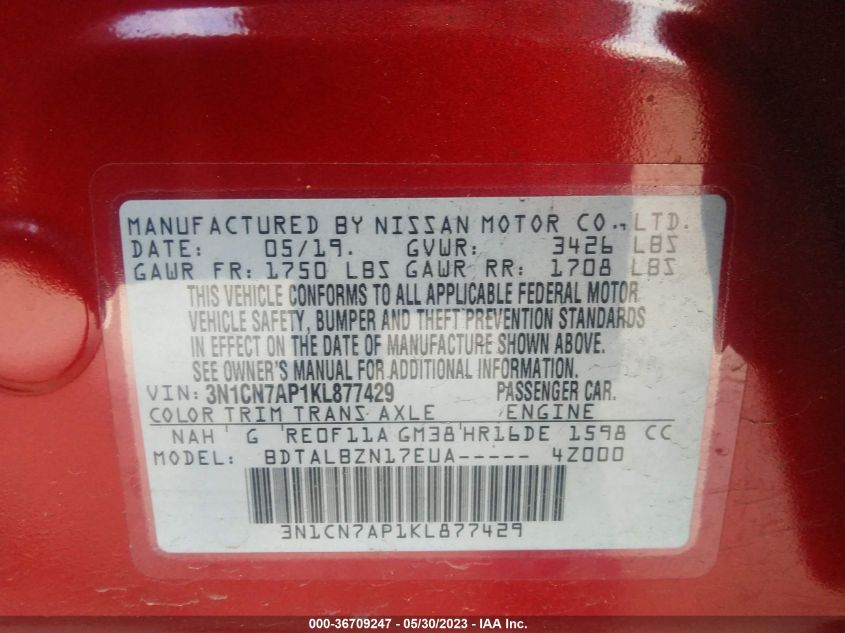 MANUFACTURED BY NISSAN MOTOR CO., LTD.
DATE: 05/19. GVWR: 3426 LBS
GAWR FR: 1750 LBS GAWR RR: 1708 LBS
THIS VEHICLE CONFORMS TO ALL APPLICABLE FEDERAL MOTOR
VEHICLE SAFETY, BUMPER AND THEFT PREVENTION STANDARDS
IN EFFECT ON THE DATE OF MANUFACTURE SHOWN ABOVE.
SEE OWNER'S MANUAL FOR ADDITIONAL INFORMATION.
VIN: 3N1CN7AP1KL877429 PASSENGER CAR.
COLOR TRIM TRANS AXLE ENGINE
NAH G RE0F11A GM38 HR16DE 1598 CC
MODEL: BDTALBZN17EUA----- 4Z000
3N1CN7AP1KL877429
000-36709247 - 05/30/2023 - IAA Inc.